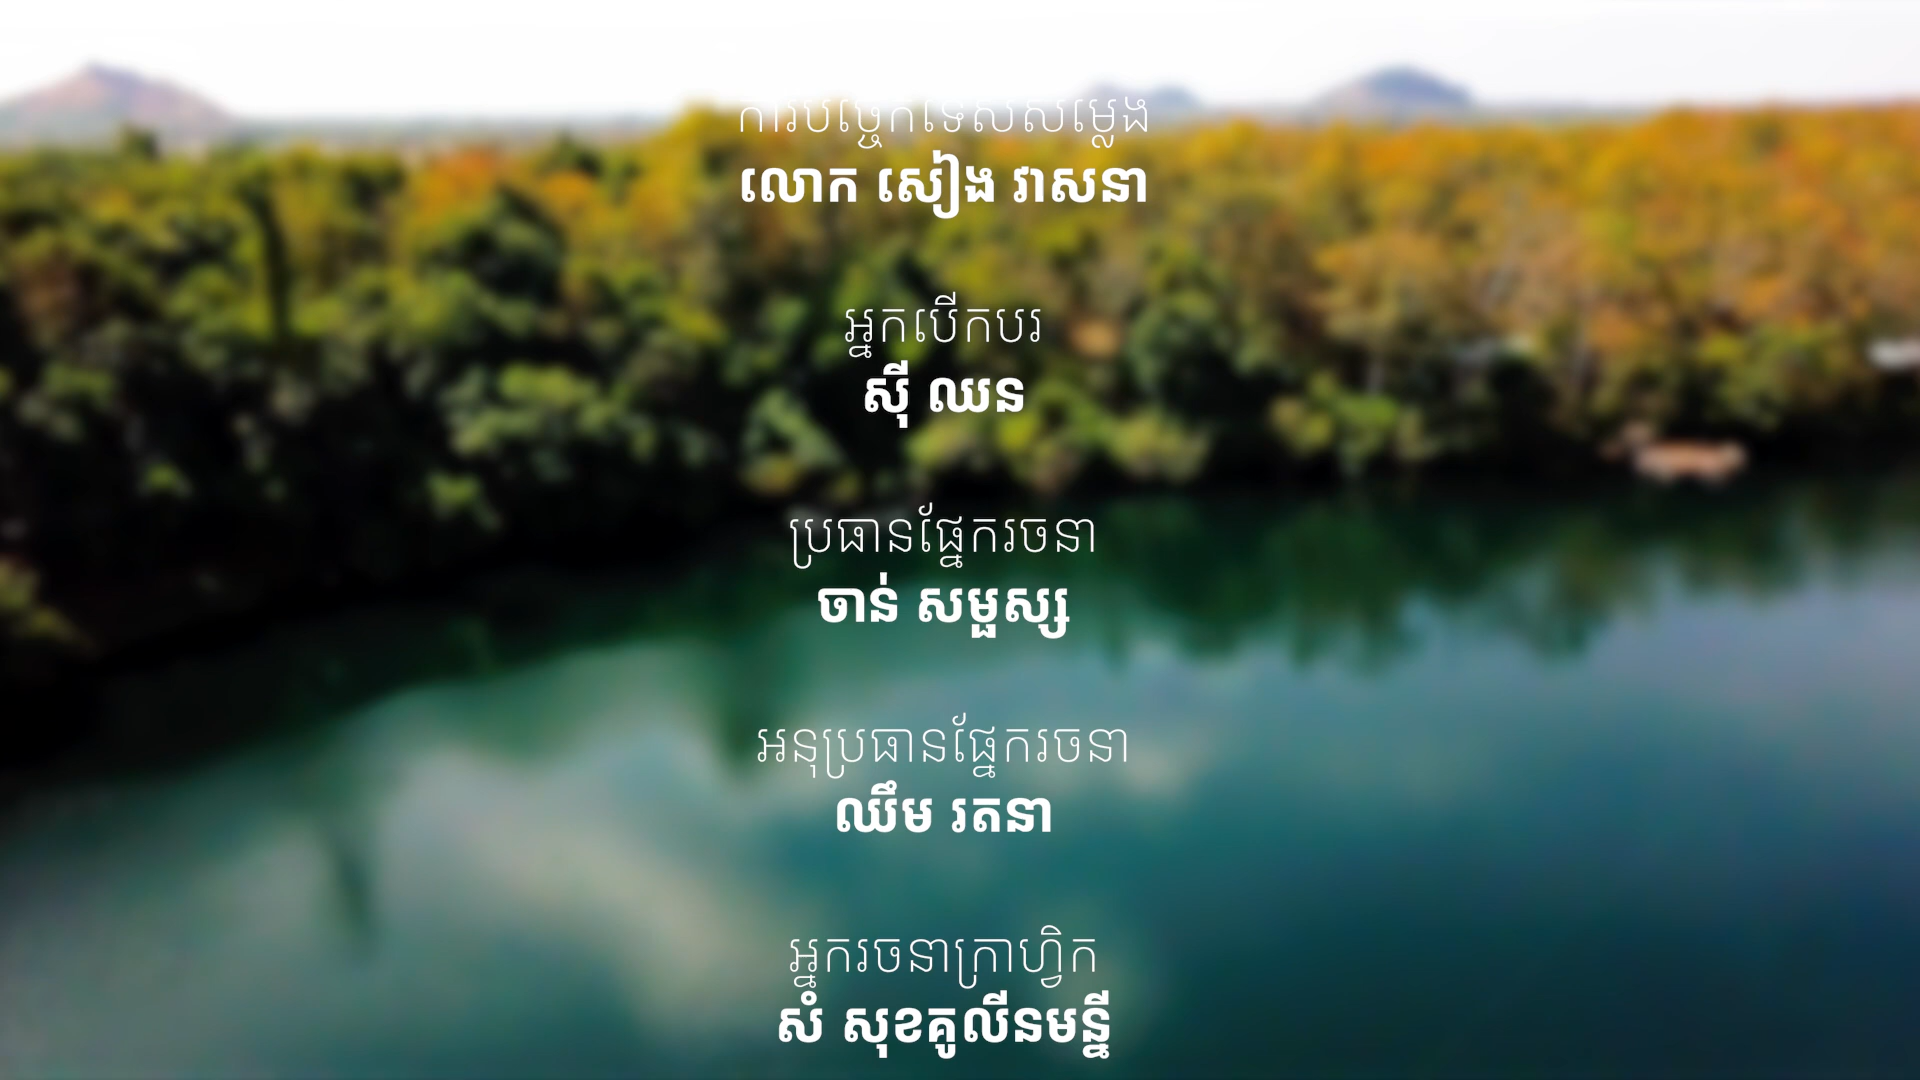 ការបច្ចេកទេសសម្លេង
លោក សៀង វាសនា
អ្នកបើកបរ
ស៊ី ឈន
ប្រធានផ្នែករចនា
ចាន់ សម្ផស្ស
អនុប្រធានផ្នែករចនា
ឈឹម រតនា
អ្នករចនាក្រាហ្វិក
សំ សុខគូលីនមន្នី